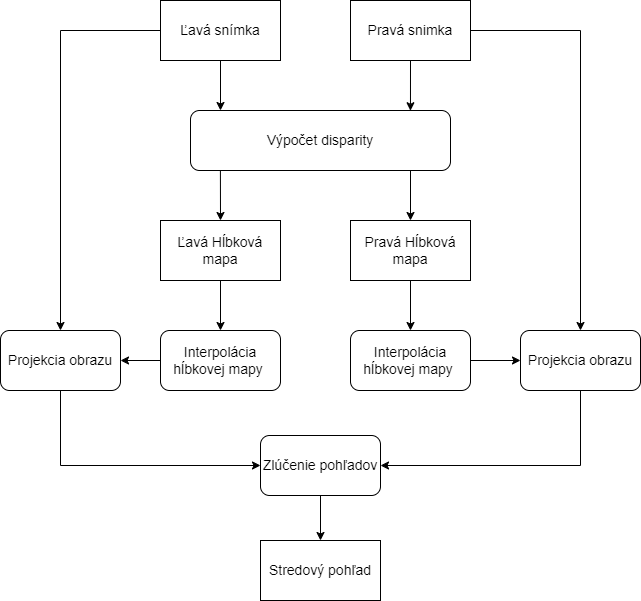 Ľavá snímka
Pravá snimka
Výpočet disparity
Ľavá Hĺbková
mapa
Pravá Hĺbková
mapa
Projekcia obrazu
Interpolácia
hĺbkovej mapy
Interpolácia
hĺbkovej mapy
Projekcia obrazu
Zlúčenie pohľadov
Stredový pohľad